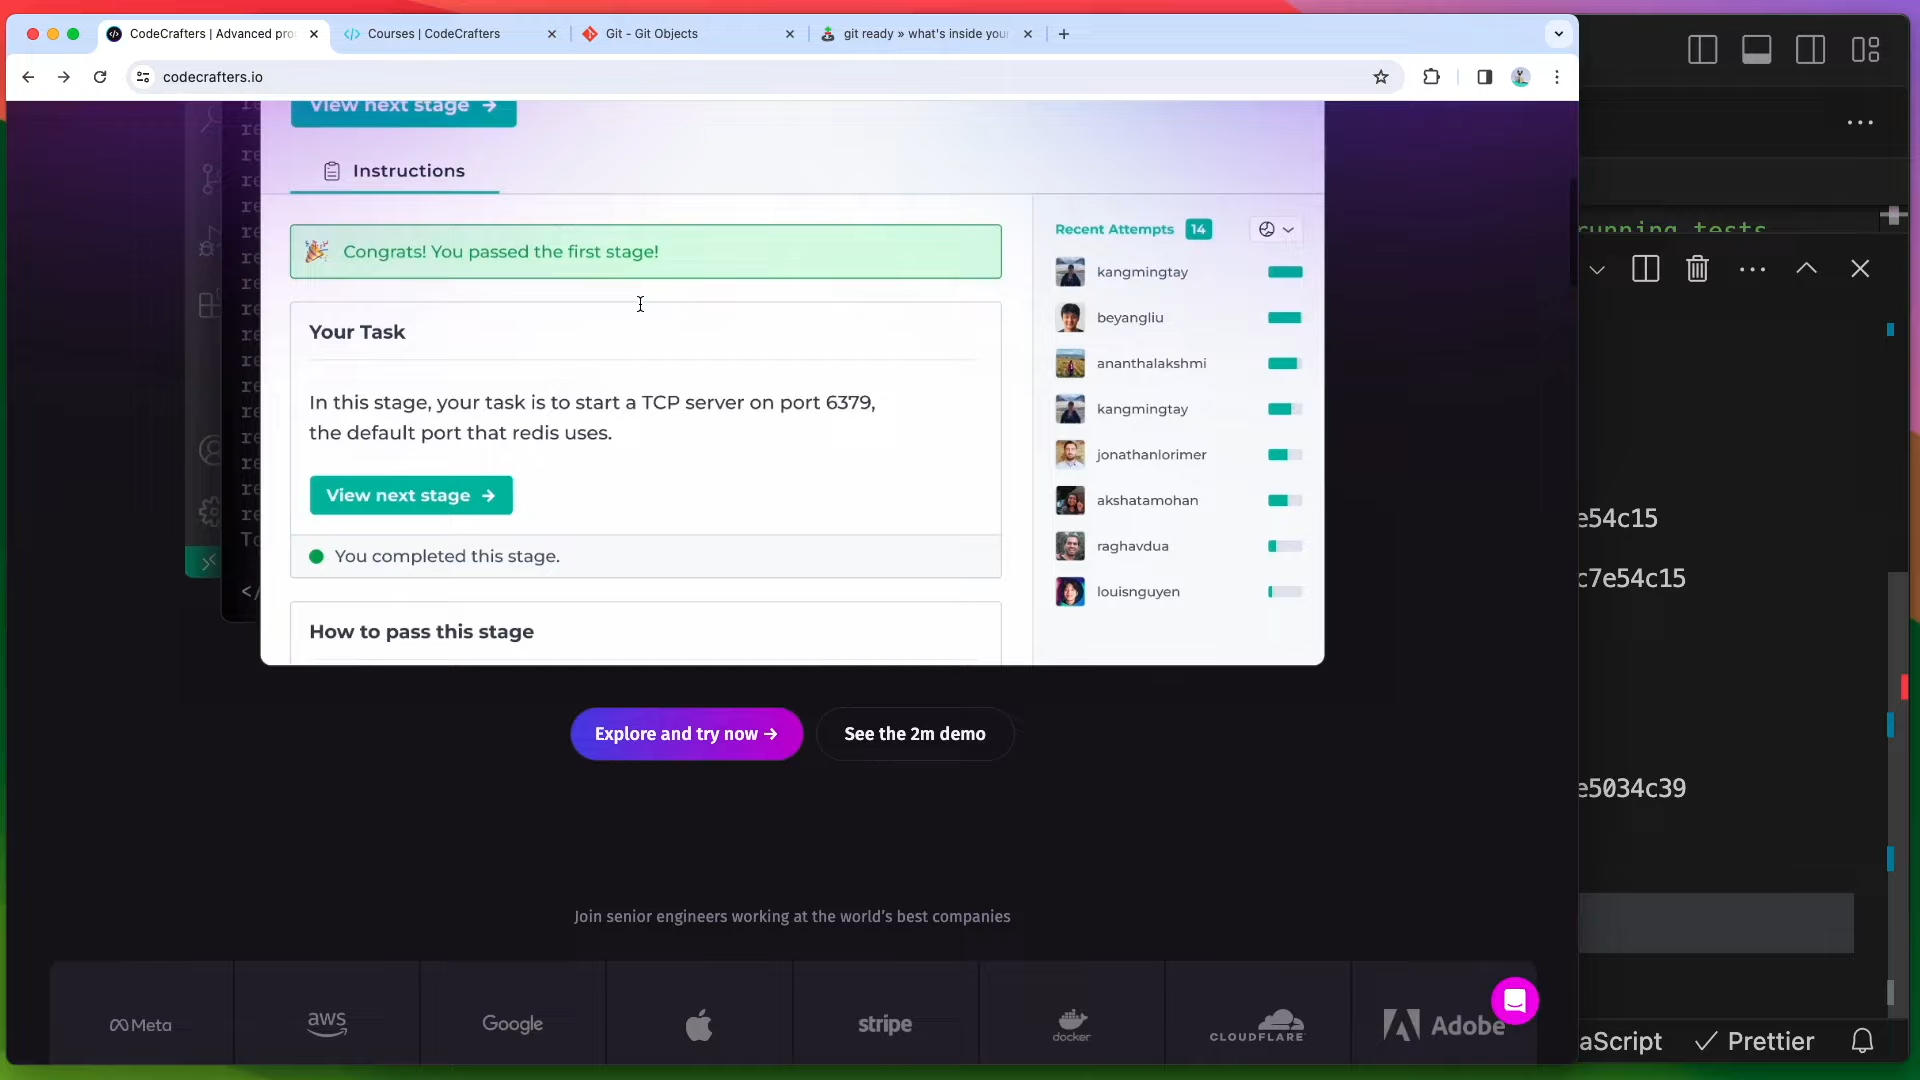 CodeCrafters | Advanced pro
Courses | CodeCrafters
Git - Git Objects
git ready » what's inside your
codecrafters.io
View next stage →
Instructions
Congrats! You passed the first stage!
Your Task
In this stage, your task is to start a TCP server on port 6379,
the default port that redis uses.
View next stage →
You completed this stage.
How to pass this stage
Recent Attempts 14
kangmingtay
beyangliu
ananthalakshmi
kangmingtay
jonathanlorimer
akshatamohan
raghavdua
louisnguyen
Explore and try now →
See the 2m demo
Join senior engineers working at the world's best companies
Meta
aws
Google
stripe
docker
CLOUDFLARE
Adobe
running tests
e54c15
c7e54c15
e5034c39
aScript
Prettier